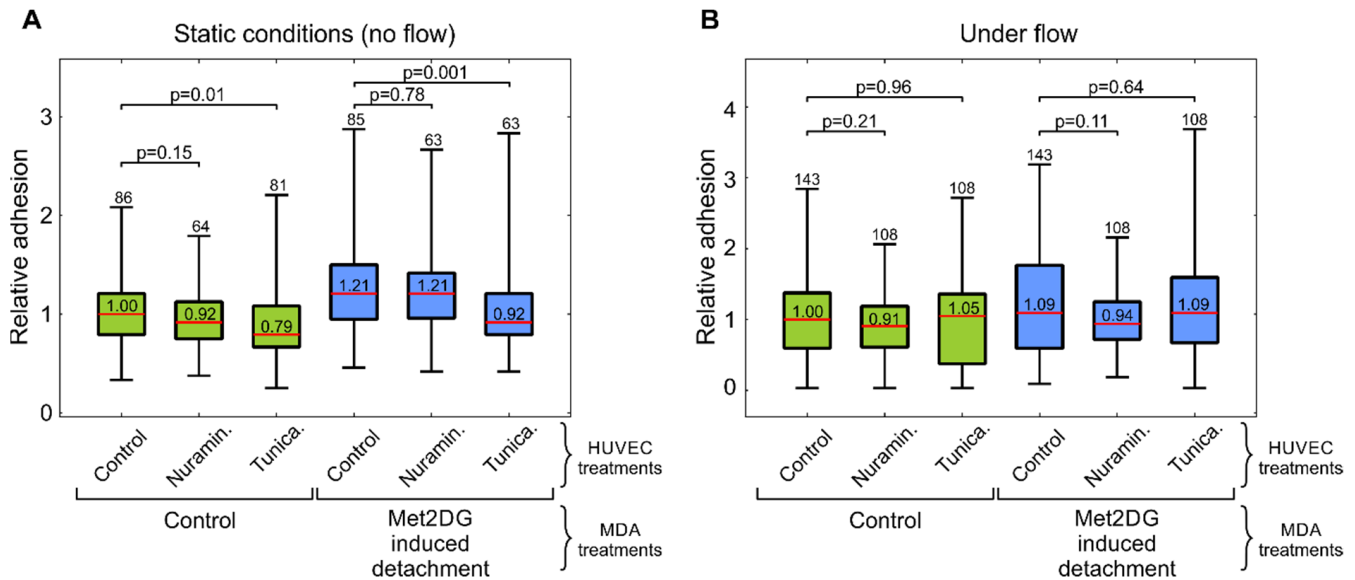 A
Static conditions (no flow)
p=0.001
p=0.01
p=0.78
p=0.15
Relative adhesion
3
2
1
0
86
64
81
85
63
63
1.00
0.92
0.79
1.21
1.21
0.92
Control
Nuramin.
Tunica.
Control
Nuramin.
Tunica.
HUVEC
treatments
Control
Met2DG
induced
detachment
MDA
treatments
B
Under flow
p=0.96
p=0.64
p=0.21
p=0.11
Relative adhesion
4
3
2
1
0
143
108
108
143
108
108
1.00
0.91
1.05
1.09
0.94
1.09
Control
Nuramin.
Tunica.
Control
Nuramin.
Tunica.
HUVEC
treatments
Control
Met2DG
induced
detachment
MDA
treatments